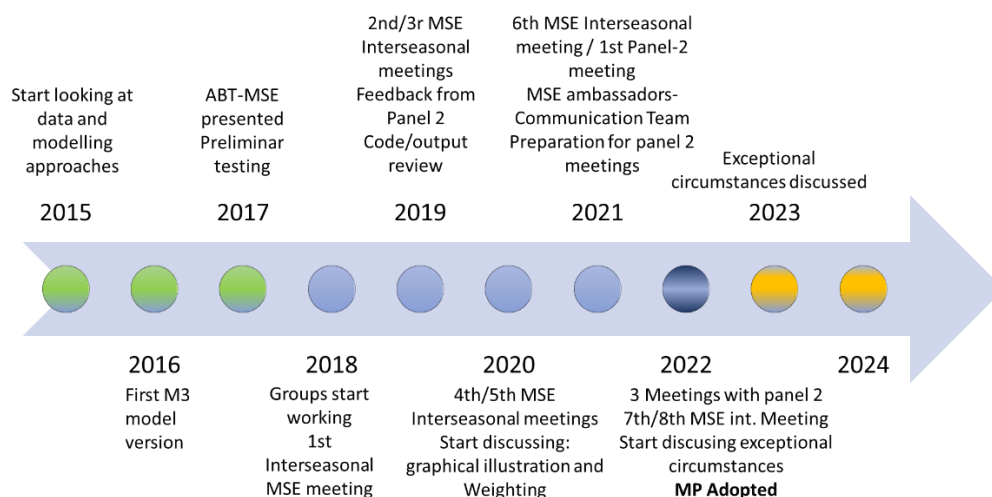 Start looking at
data and
modelling
approaches
2015
ABT-MSE
presented
Preliminar
testing
2017
2nd/3r MSE
Interseasonal
meetings
Feedback from
Panel 2
Code/output
review
2019
6th MSE Interseasonal
meeting / 1st Panel-2
meeting
MSE ambassadors-
Communication Team
Preparation for panel 2
meetings
2021
Exceptional
circumstances discussed
2023
2016
First M3
model
version
2018
Groups start
working
1st
Interseasonal
MSE meeting
2020
4th/5th MSE
Interseasonal meetings
Start discussing:
graphical illustration and
Weighting
2022
3 Meetings with panel 2
7th/8th MSE int. Meeting
Start discusing exceptional
circumstances
MP Adopted
2024